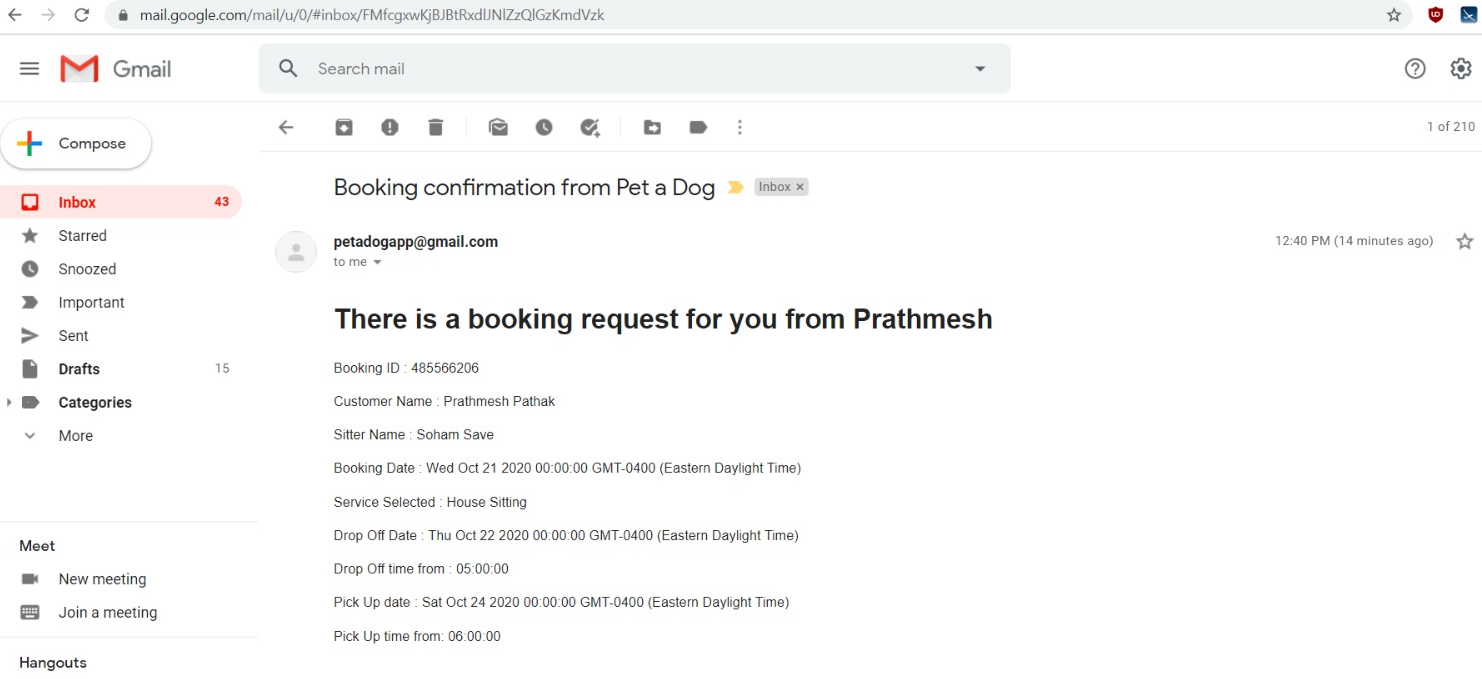 mail.google.com/mail/u/0/#inbox/FMfcgxwKjBJBtRxdlJNlZzQlGzKmdVzk
Gmail
Search mail
Compose
1 of 210
Inbox 43
Starred
Snoozed
Important
Sent
Drafts 15
Categories
More
Meet
New meeting
Join a meeting
Hangouts
Booking confirmation from Pet a Dog Inbox ×
petadogapp@gmail.com 12:40 PM (14 minutes ago)
to me
There is a booking request for you from Prathmesh
Booking ID : 485566206
Customer Name : Prathmesh Pathak
Sitter Name : Soham Save
Booking Date : Wed Oct 21 2020 00:00:00 GMT-0400 (Eastern Daylight Time)
Service Selected : House Sitting
Drop Off Date : Thu Oct 22 2020 00:00:00 GMT-0400 (Eastern Daylight Time)
Drop Off time from : 05:00:00
Pick Up date : Sat Oct 24 2020 00:00:00 GMT-0400 (Eastern Daylight Time)
Pick Up time from: 06:00:00